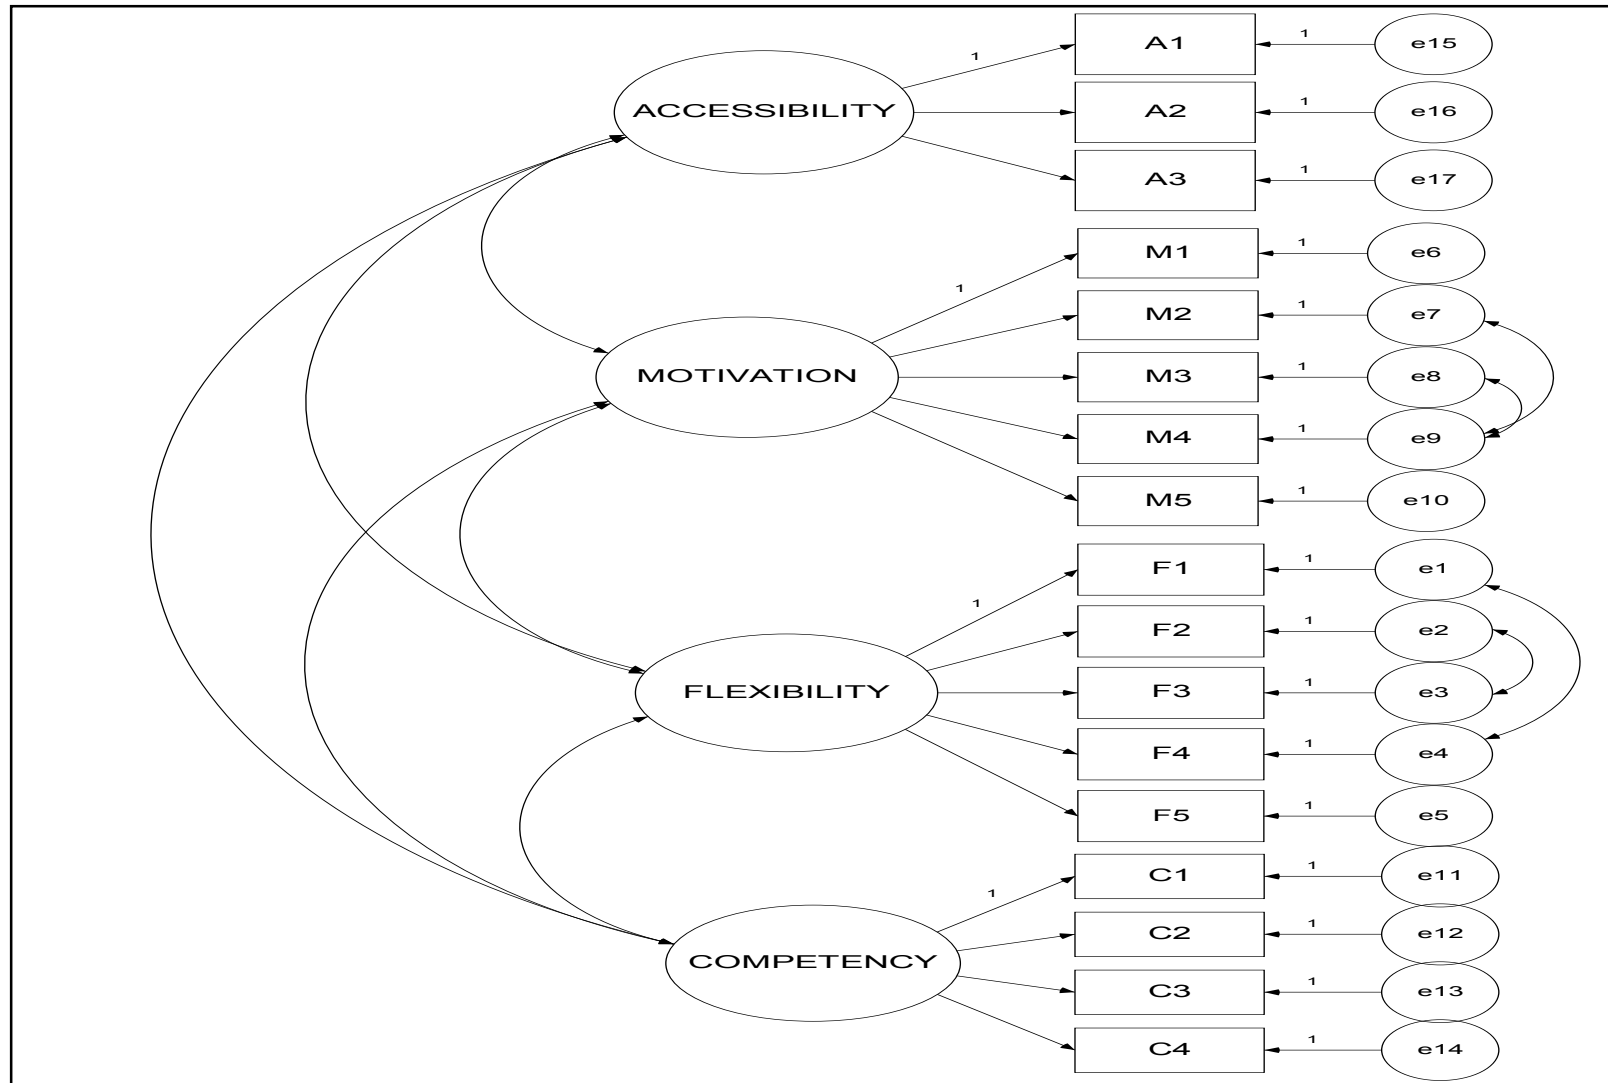 A1
1
e15
1
ACCESSIBILITY
A2
1
e16
A3
1
e17
M1
1
e6
1
M2
1
e7
MOTIVATION
M3
1
e8
M4
1
e9
M5
1
e10
F1
1
e1
1
F2
1
e2
FLEXIBILITY
F3
1
e3
F4
1
e4
F5
1
e5
C1
1
e11
1
C2
1
e12
COMPETENCY
C3
1
e13
C4
1
e14